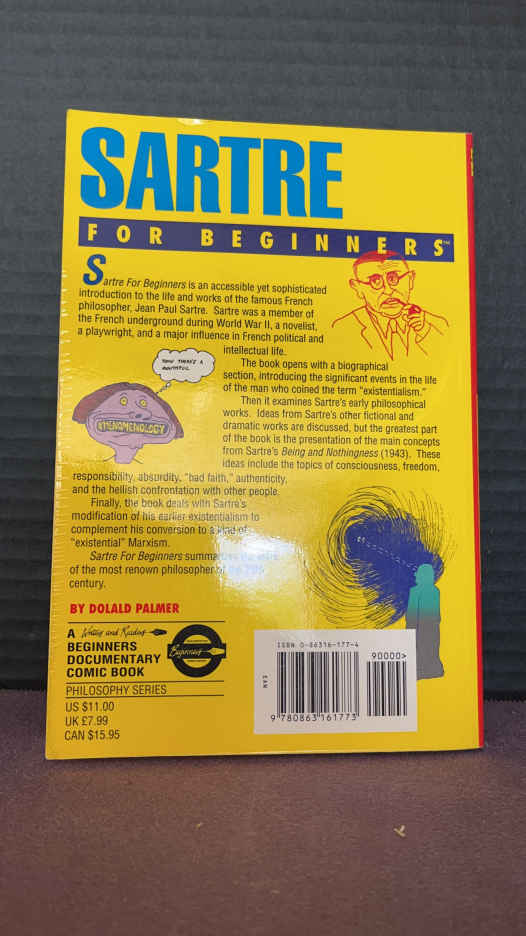 SARTRE
FOR BEGINNERS™
Sartre For Beginners is an accessible yet sophisticated
introduction to the life and works of the famous French
philosopher, Jean Paul Sartre. Sartre was a member of
the French underground during World War II, a novelist,
a playwright, and a major influence in French political and
intellectual life.
The book opens with a biographical
section, introducing the significant events in the life
of the man who coined the term "existentialism."
Then it examines Sartre's early philosophical
works. Ideas from Sartre's other fictional and
dramatic works are discussed, but the greatest part
of the book is the presentation of the main concepts
from Sartre's Being and Nothingness (1943). These
ideas include the topics of consciousness, freedom,
responsibility, absurdity, "bad faith," authenticity,
and the hellish confrontation with other people.
Finally, the book deals with Sartre's
modification of his earlier existentialism to
complement his conversion to a kind of
"existential" Marxism.
Sartre For Beginners summarizes the
of the most renown philosopher of the 20th
century.
NOW THERE'S A
MOUTHFUL
PHENOMENOLOGY
BY DOLALD PALMER
A Writers and Readers
BEGINNERS
DOCUMENTARY
COMIC BOOK
Beginners
PHILOSOPHY SERIES
US $11.00
UK £7.99
CAN $15.95
ISBN 0-86316-177-4
90000>
EAN
9 780863 161773